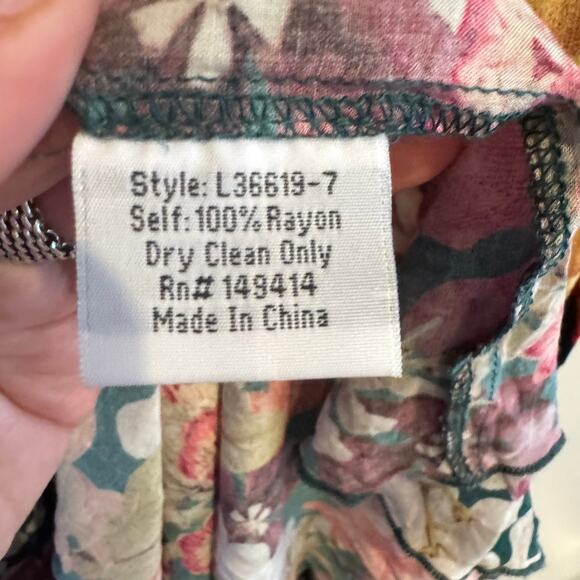 Style: L36619-7
Self: 100% Rayon
Dry Clean Only
Rn# 149414
Made In China